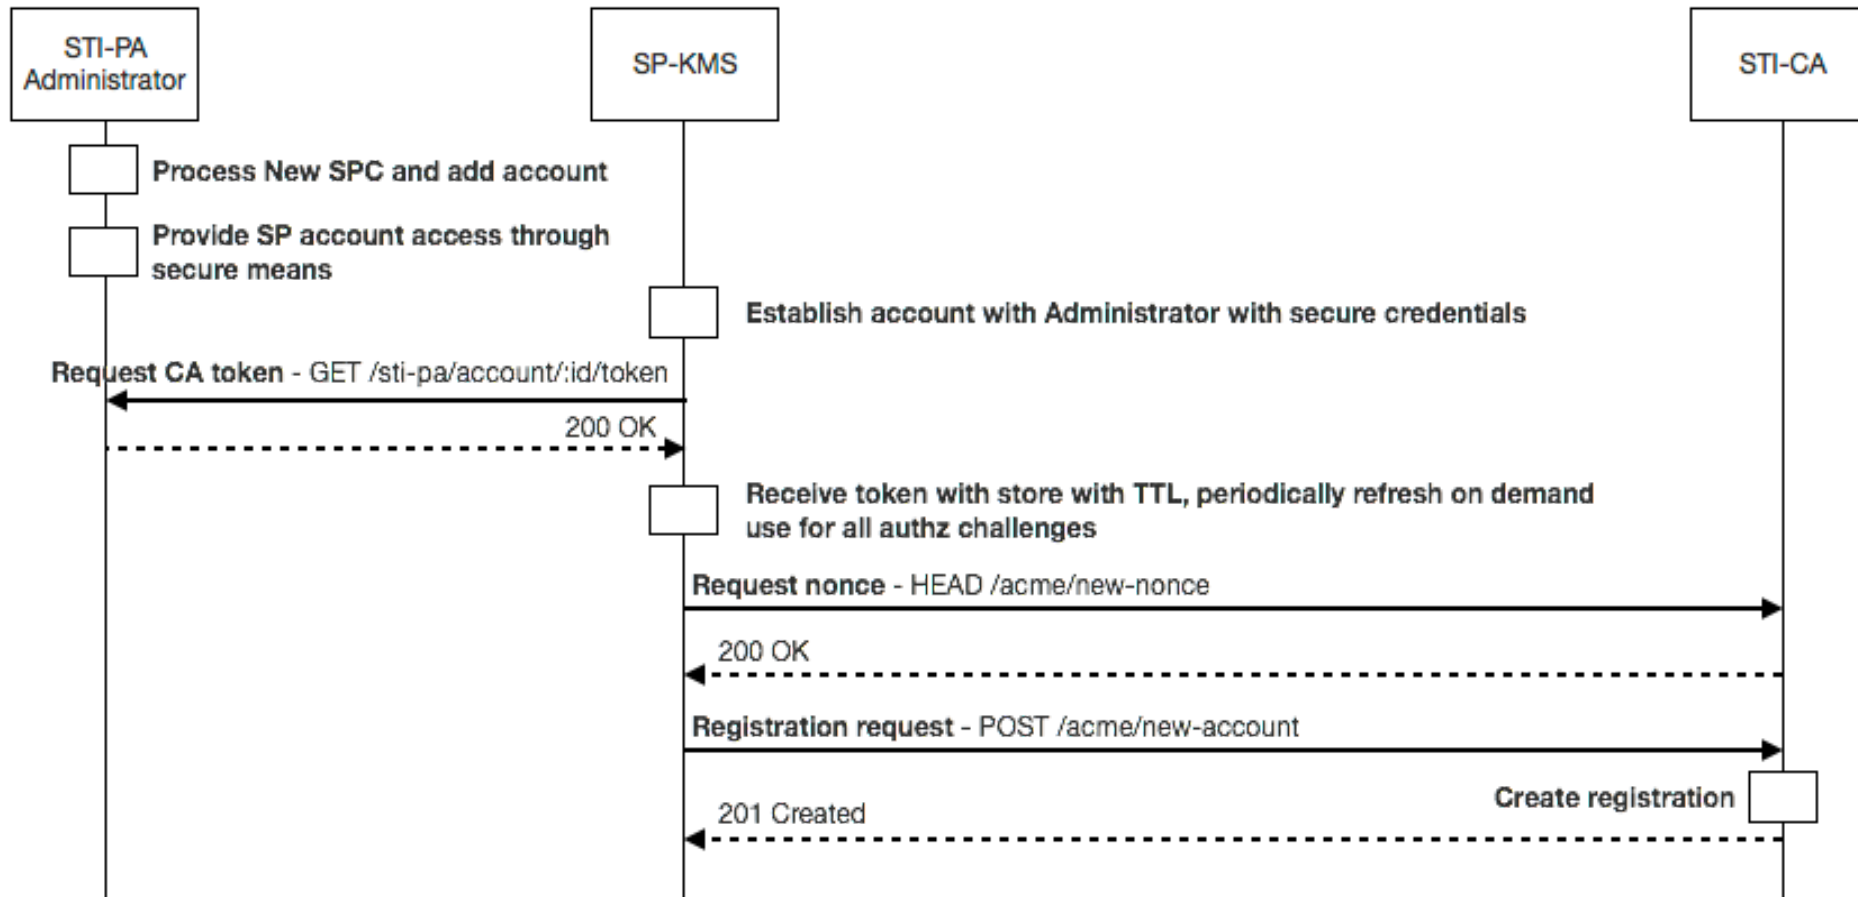 STI-PA
Administrator
SP-KMS
STI-CA
Process New SPC and add account
Provide SP account access through
secure means
Establish account with Administrator with secure credentials
Request CA token - GET /sti-pa/account/:id/token
200 OK
Receive token with store with TTL, periodically refresh on demand
use for all authz challenges
Request nonce - HEAD /acme/new-nonce
200 OK
Registration request - POST /acme/new-account
Create registration
201 Created